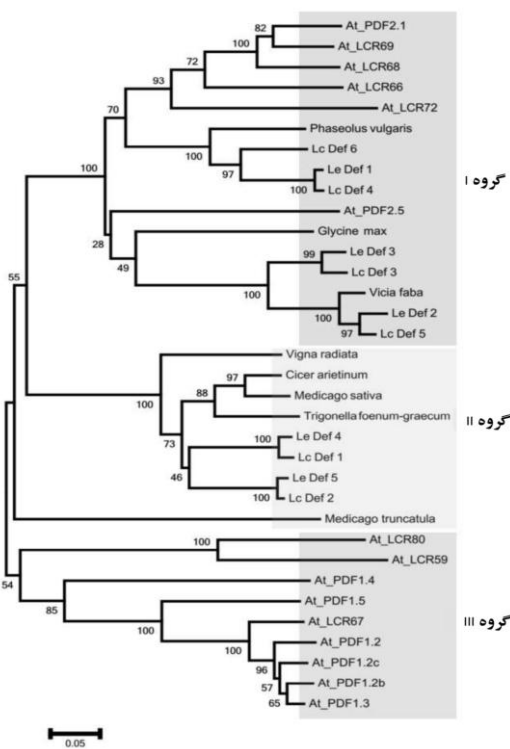 82
At_PDF2.1
100
At_LCR69
72
At_LCR68
93
At_LCR66
70
At_LCR72
Phaseolus vulgaris
100
Lc Def 6
97
Le Def 1
100
Lc Def 4
گروه I
100
At_PDF2.5
28
Glycine max
49
99
Le Def 3
Lc Def 3
100
Vicia faba
100
Le Def 2
97
Lc Def 5
55
Vigna radiata
97
Cicer arietinum
88
Medicago sativa
100
Trigonella foenum-graecum
گروه II
73
100
Le Def 4
Lc Def 1
46
Le Def 5
100
Lc Def 2
Medicago truncatula
100
At_LCR80
At_LCR59
54
At_PDF1.4
85
At_PDF1.5
100
At_LCR67
گروه III
100
At_PDF1.2
96
At_PDF1.2c
57
At_PDF1.2b
65
At_PDF1.3
0.05